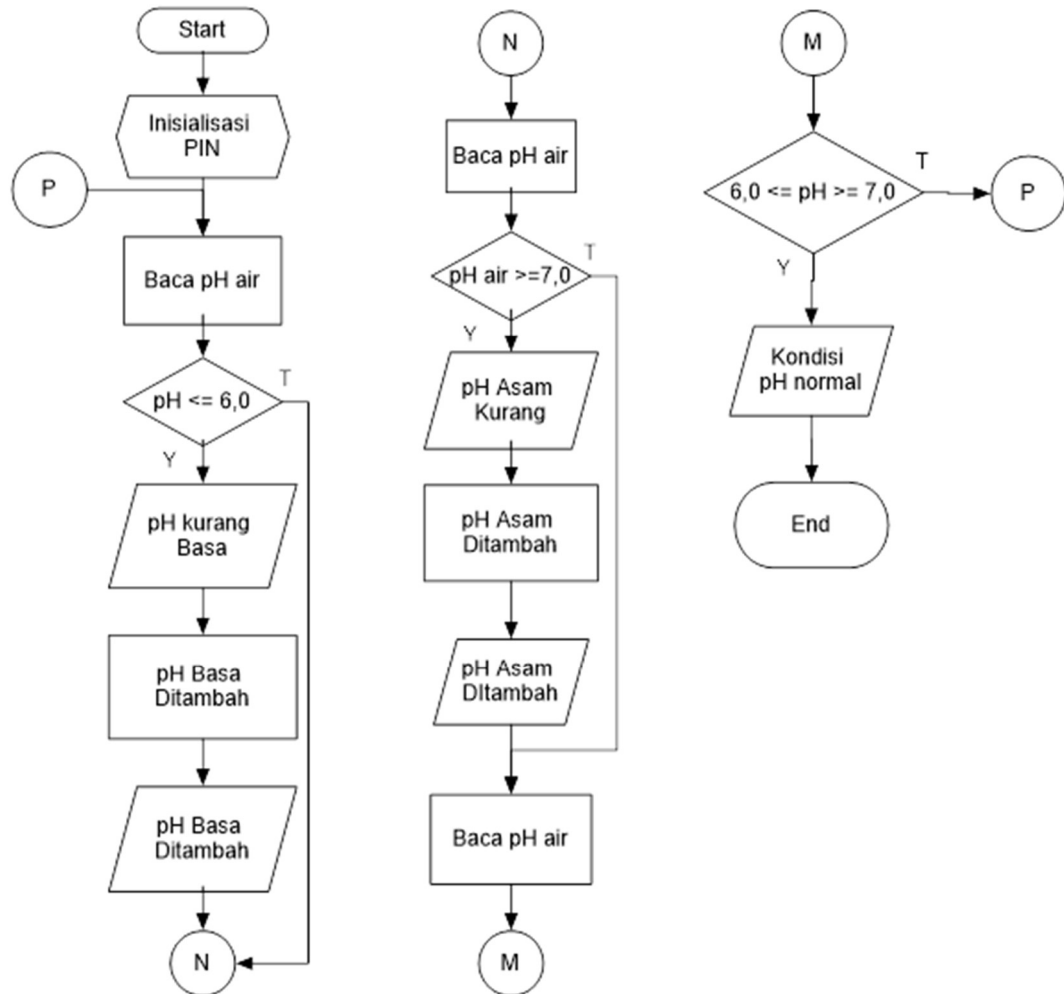 Start
Inisialisasi
PIN
P
Baca pH air
pH <= 6,0
T
Y
pH kurang
Basa
pH Basa
Ditambah
pH Basa
Ditambah
N
N
Baca pH air
pH air >=7,0
T
Y
pH Asam
Kurang
pH Asam
Ditambah
pH Asam
DItambah
Baca pH air
M
M
6,0 <= pH >= 7,0
T
P
Y
Kondisi
pH normal
End